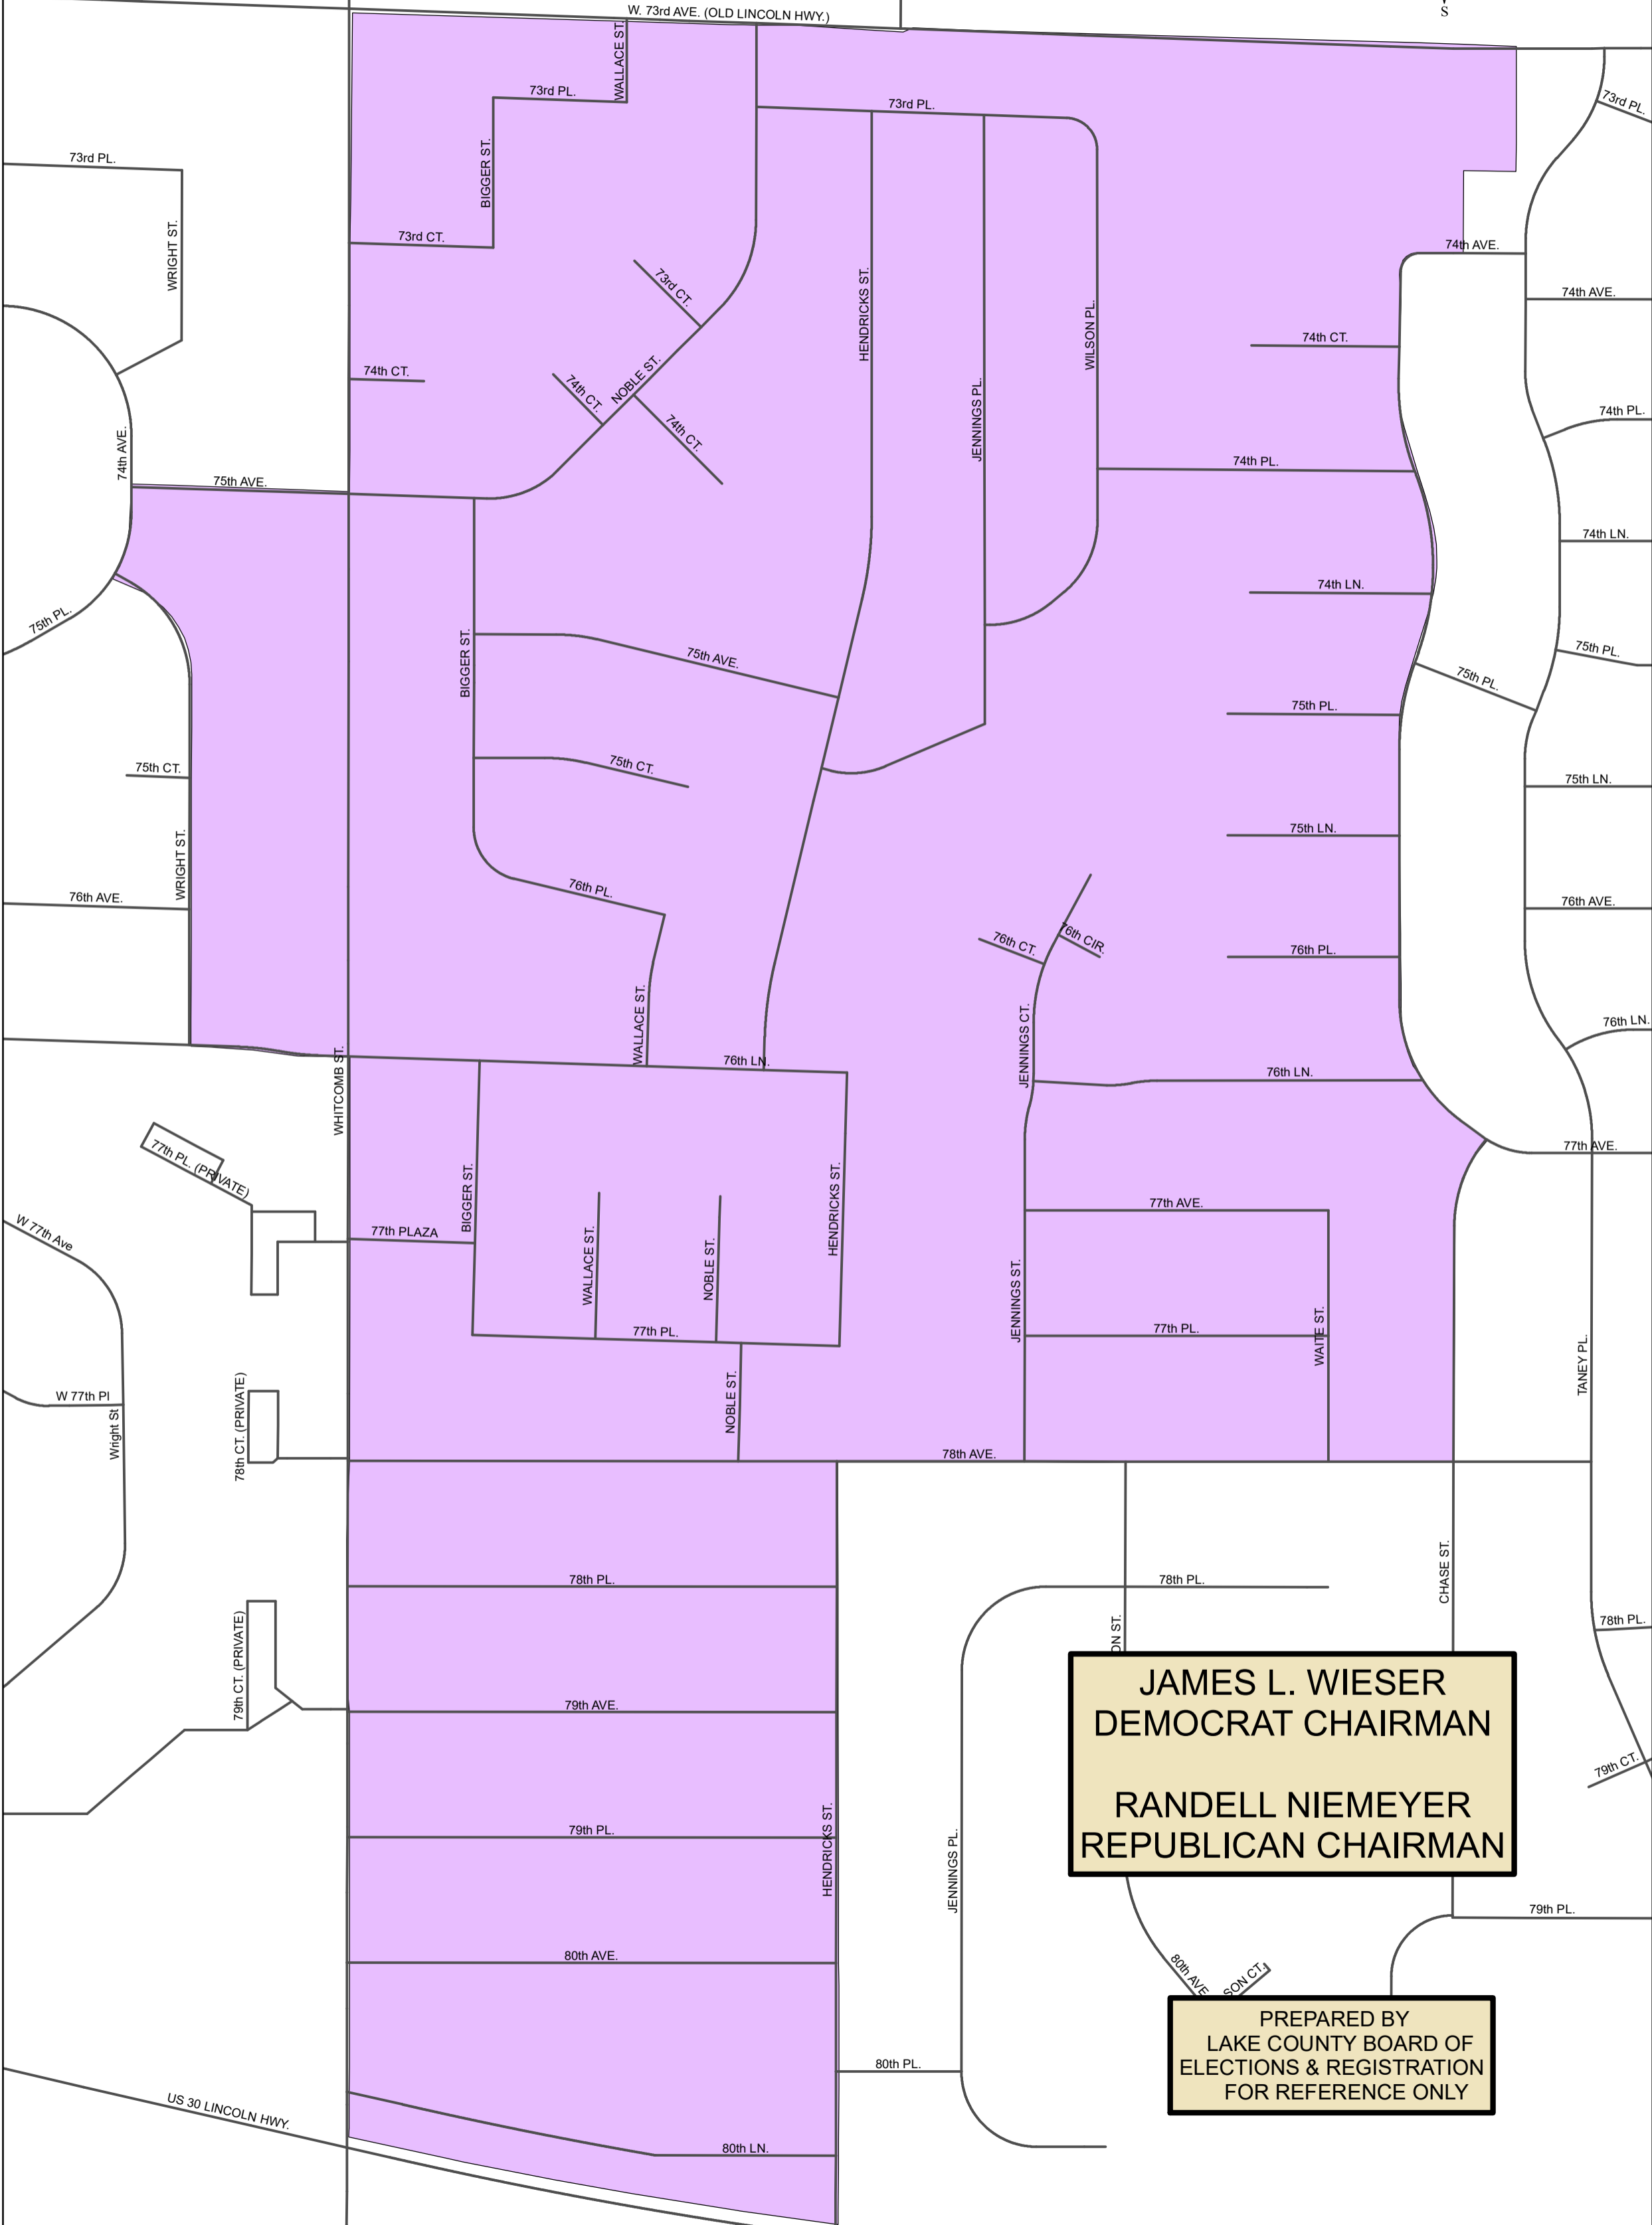 W. 73rd AVE. (OLD LINCOLN HWY.)
S
WALLACE ST.
73rd PL.
73rd PL.
73rd PL.
73rd PL.
BIGGER ST.
WRIGHT ST.
73rd CT.
74th AVE.
73rd CT.
74th AVE.
HENDRICKS ST.
WILSON PL.
74th CT.
74th CT.
NOBLE ST.
74th CT.
74th CT.
JENNINGS PL.
74th PL.
74th AVE.
74th PL.
75th AVE.
74th LN.
74th LN.
75th PL.
BIGGER ST.
75th AVE.
75th PL.
75th PL.
75th PL.
75th CT.
75th CT.
75th LN.
75th LN.
WRIGHT ST.
76th AVE.
76th PL.
76th AVE.
76th CT.
76th CIR.
76th PL.
WALLACE ST.
JENNINGS CT.
76th LN.
76th LN.
76th LN.
WHITCOMB ST.
77th PL. (PRIVATE)
77th AVE.
BIGGER ST.
HENDRICKS ST.
77th AVE.
W 77th Ave
77th PLAZA
WALLACE ST.
NOBLE ST.
JENNINGS ST.
77th PL.
77th PL.
WAITE ST.
TANEY PL.
W 77th Pl
Wright St
78th CT. (PRIVATE)
NOBLE ST.
78th AVE.
CHASE ST.
78th PL.
78th PL.
78th PL.
ON ST.
79th CT. (PRIVATE)
79th AVE.
JAMES L. WIESER
DEMOCRAT CHAIRMAN
RANDELL NIEMEYER
REPUBLICAN CHAIRMAN
79th CT.
79th PL.
HENDRICKS ST.
JENNINGS PL.
79th PL.
80th AVE.
80th AVE
SON CT.
PREPARED BY
LAKE COUNTY BOARD OF
ELECTIONS & REGISTRATION
FOR REFERENCE ONLY
80th PL.
US 30 LINCOLN HWY.
80th LN.